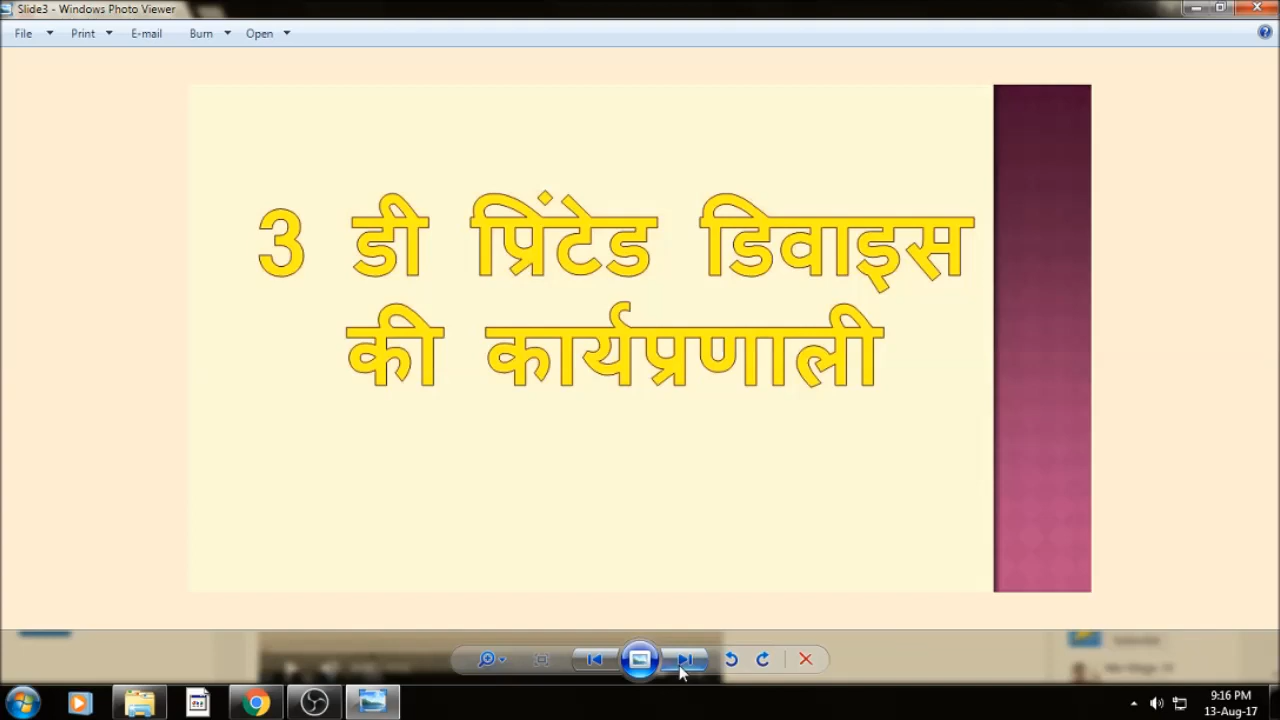 Slide3 - Windows Photo Viewer
File Print E-mail Burn Open
3 डी प्रिंटेड डिवाइस
की कार्यप्रणाली
9:16 PM
13-Aug-17